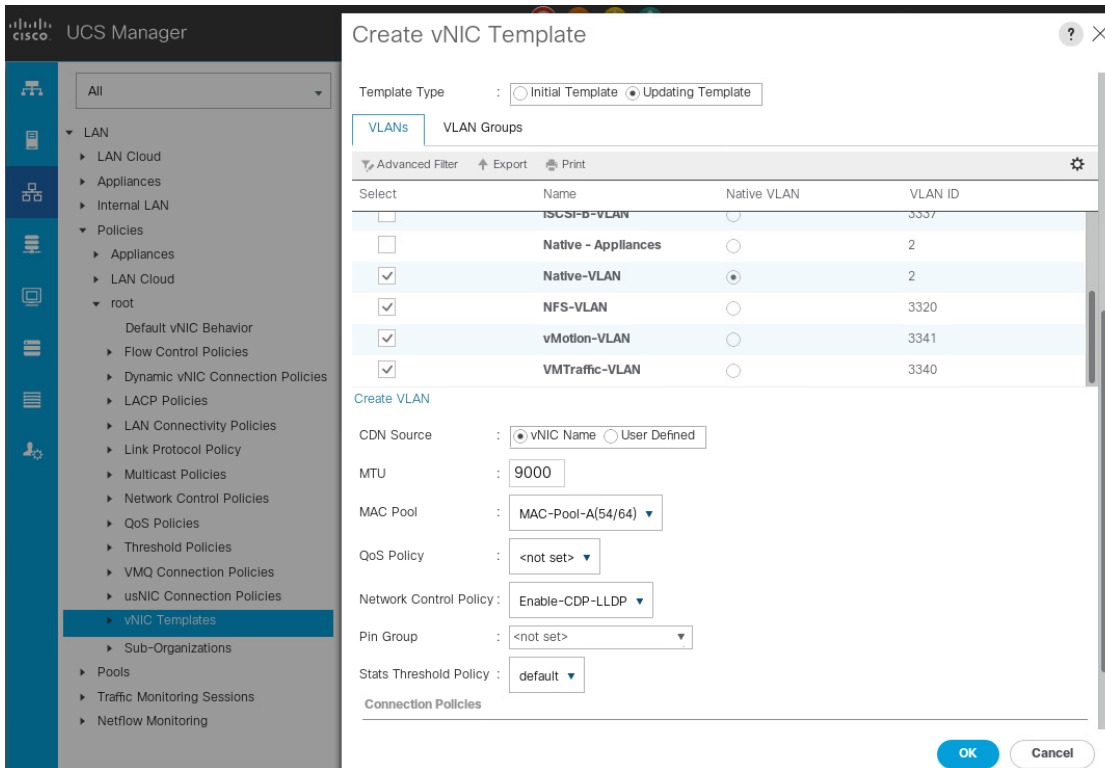 cisco. UCS Manager
Create vNIC Template
?
All
LAN
LAN Cloud
Appliances
Internal LAN
Policies
Appliances
LAN Cloud
root
Default vNIC Behavior
Flow Control Policies
Dynamic vNIC Connection Policies
LACP Policies
LAN Connectivity Policies
Link Protocol Policy
Multicast Policies
Network Control Policies
QoS Policies
Threshold Policies
VMQ Connection Policies
usNIC Connection Policies
vNIC Templates
Sub-Organizations
Pools
Traffic Monitoring Sessions
Netflow Monitoring
Template Type : Initial Template Updating Template
VLANs VLAN Groups
Advanced Filter Export Print
Select Name Native VLAN VLAN ID
iSCSI-B-VLAN 3337
Native - Appliances 2
Native-VLAN 2
NFS-VLAN 3320
vMotion-VLAN 3341
VMTraffic-VLAN 3340
Create VLAN
CDN Source : vNIC Name User Defined
MTU : 9000
MAC Pool : MAC-Pool-A(54/64)
QoS Policy : <not set>
Network Control Policy : Enable-CDP-LLDP
Pin Group : <not set>
Stats Threshold Policy : default
Connection Policies
OK Cancel